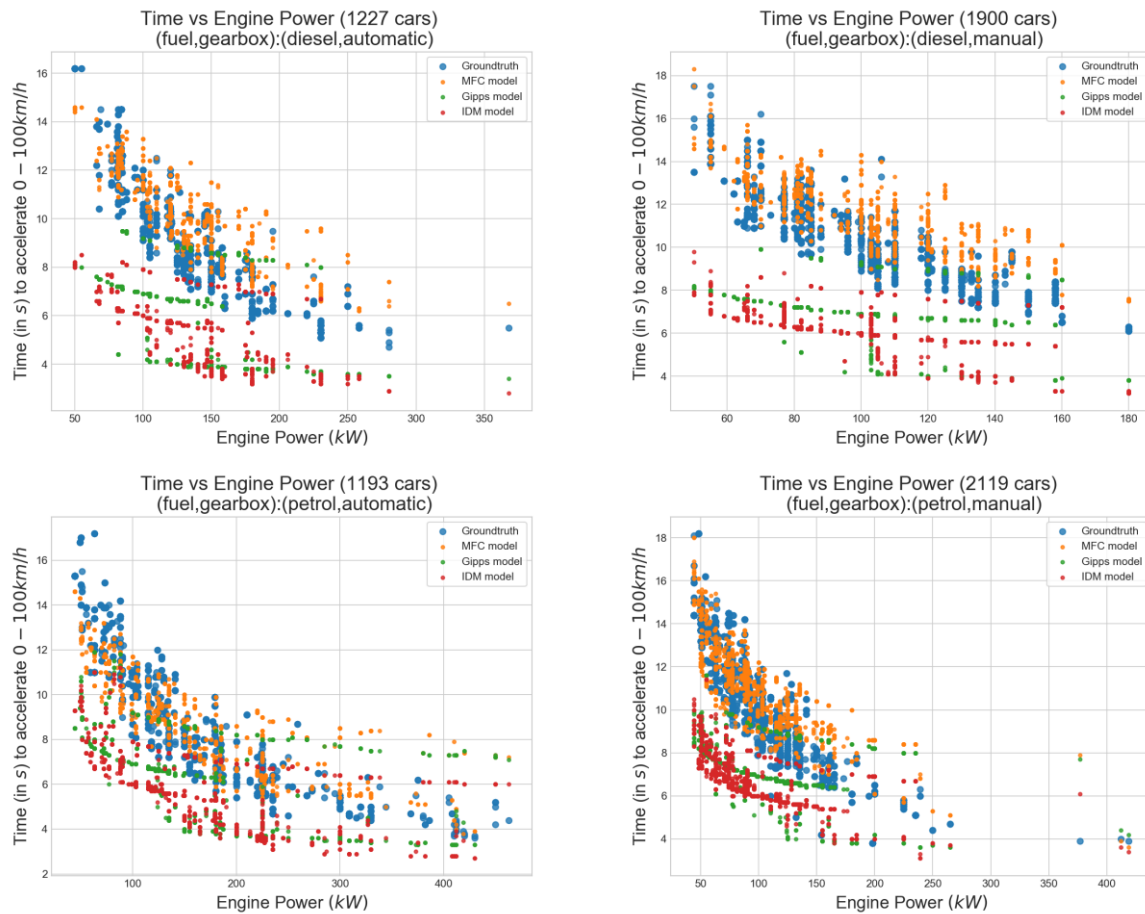 Time vs Engine Power (1227 cars)
(fuel,gearbox):(diesel,automatic)
Time (in s) to accelerate 0 − 100km/h
16
14
12
10
8
6
4
Groundtruth
MFC model
Gipps model
IDM model
50 100 150 200 250 300 350
Engine Power (kW)
Time vs Engine Power (1900 cars)
(fuel,gearbox):(diesel,manual)
Time (in s) to accelerate 0 − 100km/h
18
16
14
12
10
8
6
4
Groundtruth
MFC model
Gipps model
IDM model
60 80 100 120 140 160 180
Engine Power (kW)
Time vs Engine Power (1193 cars)
(fuel,gearbox):(petrol,automatic)
Time (in s) to accelerate 0 − 100km/h
16
14
12
10
8
6
4
2
Groundtruth
MFC model
Gipps model
IDM model
100 200 300 400
Engine Power (kW)
Time vs Engine Power (2119 cars)
(fuel,gearbox):(petrol,manual)
Time (in s) to accelerate 0 − 100km/h
18
16
14
12
10
8
6
4
Groundtruth
MFC model
Gipps model
IDM model
50 100 150 200 250 300 350 400
Engine Power (kW)